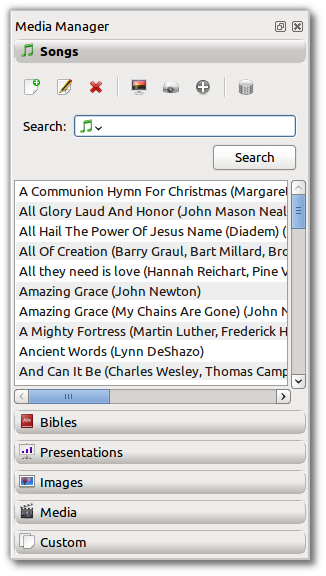 Media Manager
Songs
Search:
Search
A Communion Hymn For Christmas (Margaret
All Glory Laud And Honor (John Mason Neal
All Hail The Power Of Jesus Name (Diadem) (
All Of Creation (Barry Graul, Bart Millard, Bro
All they need is love (Hannah Reichart, Pine V
Amazing Grace (John Newton)
Amazing Grace (My Chains Are Gone) (John N
A Mighty Fortress (Martin Luther, Frederick H
Ancient Words (Lynn DeShazo)
And Can It Be (Charles Wesley, Thomas Camp
Bibles
Presentations
Images
Media
Custom